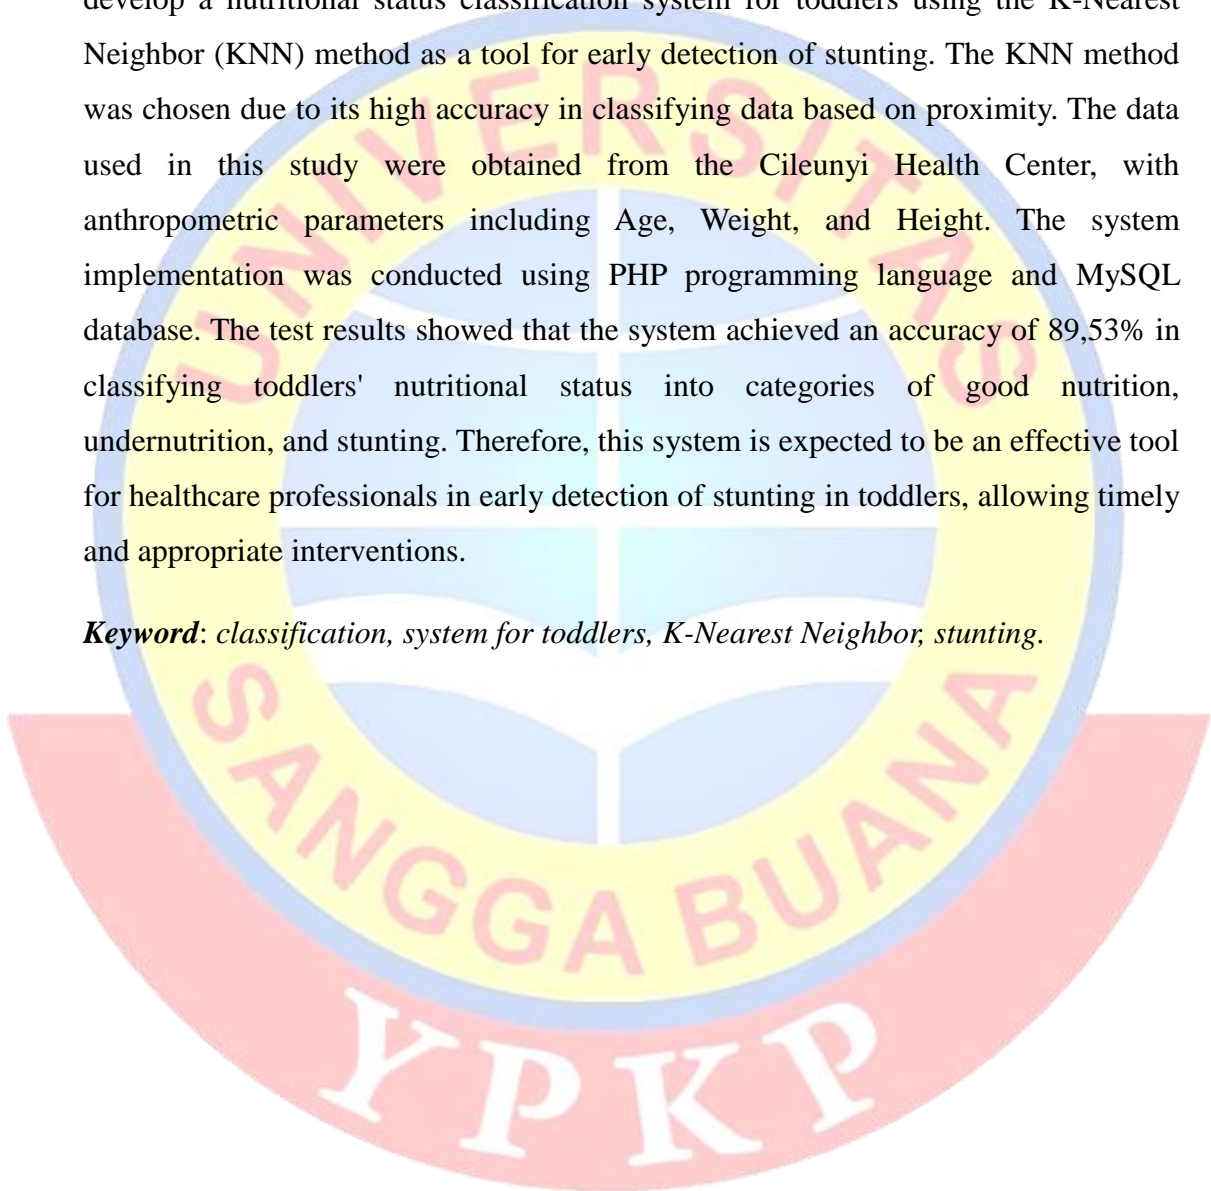 develop a nutritional status classification system for toddlers using the K-Nearest
Neighbor (KNN) method as a tool for early detection of stunting. The KNN method
was chosen due to its high accuracy in classifying data based on proximity. The data
used in this study were obtained from the Cileunyi Health Center, with
anthropometric parameters including Age, Weight, and Height. The system
implementation was conducted using PHP programming language and MySQL
database. The test results showed that the system achieved an accuracy of 89,53% in
classifying toddlers' nutritional status into categories of good nutrition,
undernutrition, and stunting. Therefore, this system is expected to be an effective tool
for healthcare professionals in early detection of stunting in toddlers, allowing timely
and appropriate interventions.
Keyword: classification, system for toddlers, K-Nearest Neighbor, stunting.
UNIVERSITAS
SANGGA BUANA
YPKP